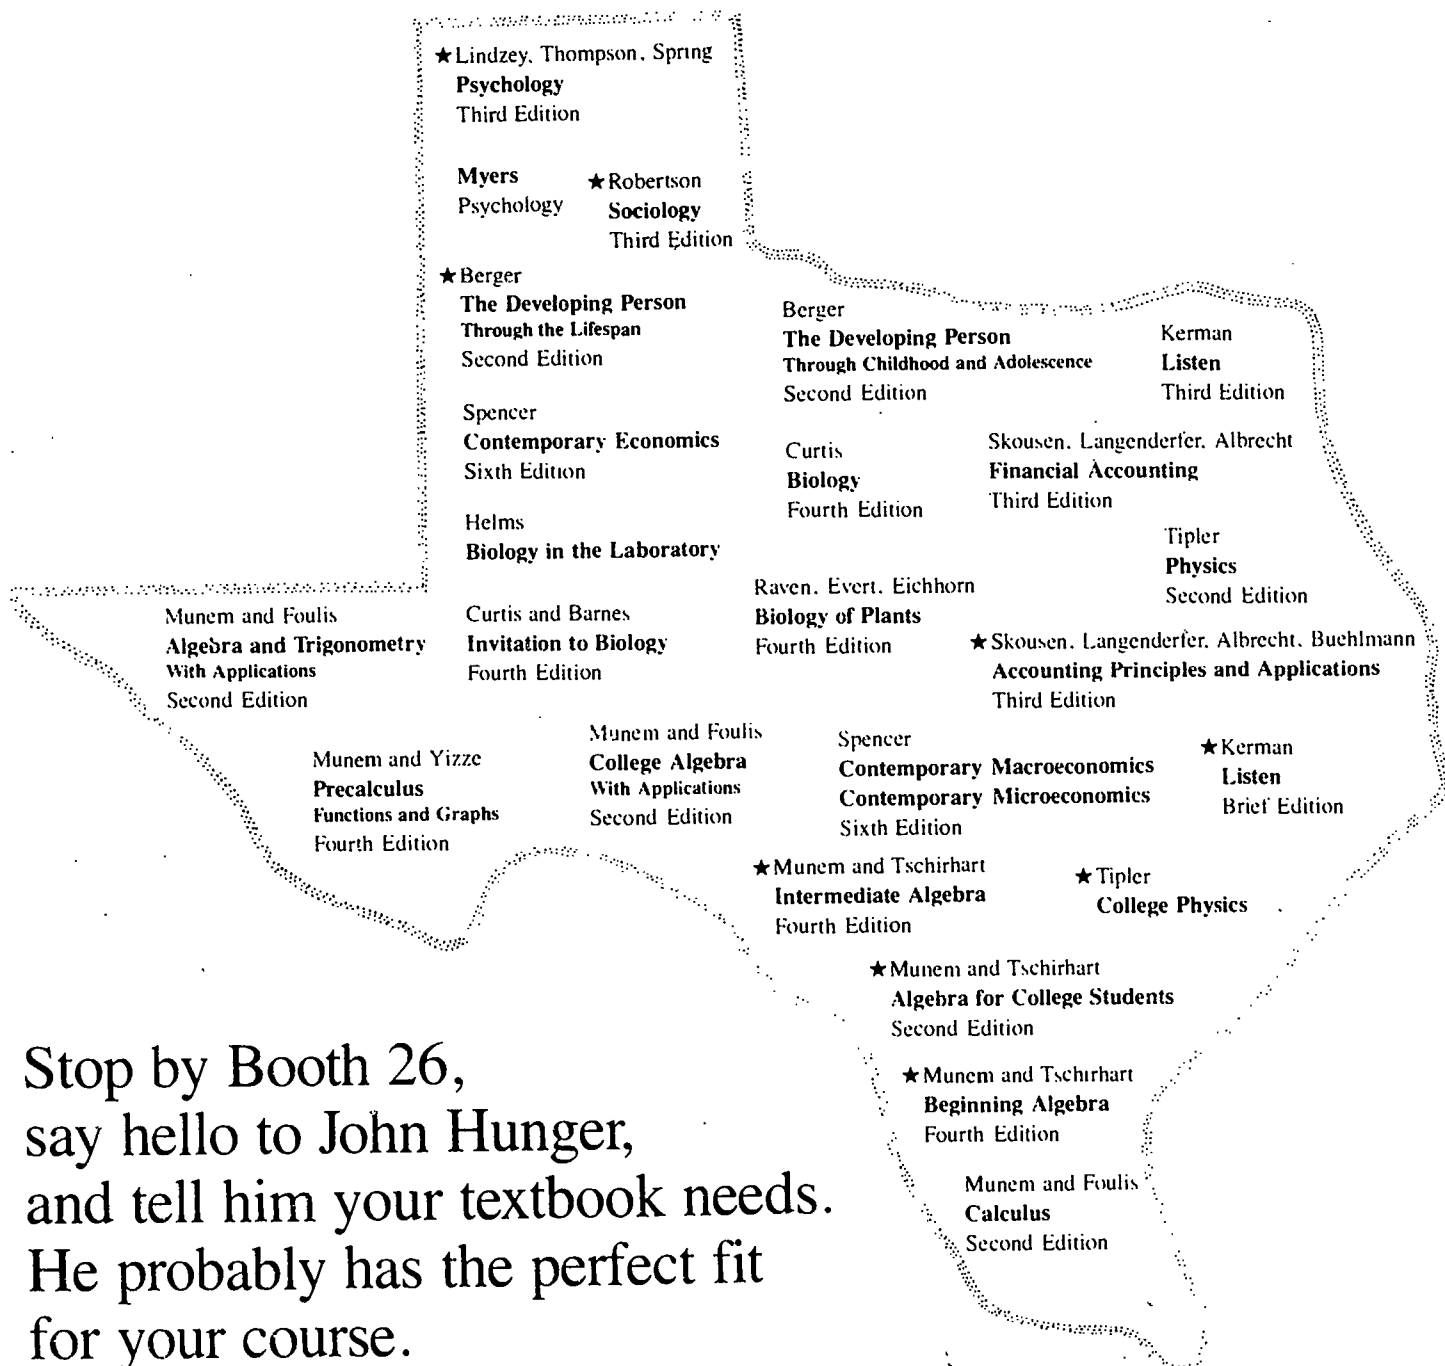 ★Lindzey, Thompson, Spring
Psychology
Third Edition
Myers
Psychology
★Robertson
Sociology
Third Edition
★Berger
The Developing Person
Through the Lifespan
Second Edition
Berger
The Developing Person
Through Childhood and Adolescence
Second Edition
Kerman
Listen
Third Edition
Spencer
Contemporary Economics
Sixth Edition
Curtis
Biology
Fourth Edition
Skousen, Langenderfer, Albrecht
Financial Accounting
Third Edition
Helms
Biology in the Laboratory
Tipler
Physics
Second Edition
Munem and Foulis
Algebra and Trigonometry
With Applications
Second Edition
Curtis and Barnes
Invitation to Biology
Fourth Edition
Raven, Evert, Eichhorn
Biology of Plants
Fourth Edition
★Skousen, Langenderfer, Albrecht, Buehlmann
Accounting Principles and Applications
Third Edition
Munem and Yizze
Precalculus
Functions and Graphs
Fourth Edition
Munem and Foulis
College Algebra
With Applications
Second Edition
Spencer
Contemporary Macroeconomics
Contemporary Microeconomics
Sixth Edition
★Kerman
Listen
Brief Edition
★Munem and Tschirhart
Intermediate Algebra
Fourth Edition
★Tipler
College Physics
★Munem and Tschirhart
Algebra for College Students
Second Edition
★Munem and Tschirhart
Beginning Algebra
Fourth Edition
Munem and Foulis
Calculus
Second Edition
Stop by Booth 26,
say hello to John Hunger,
and tell him your textbook needs.
He probably has the perfect fit
for your course.